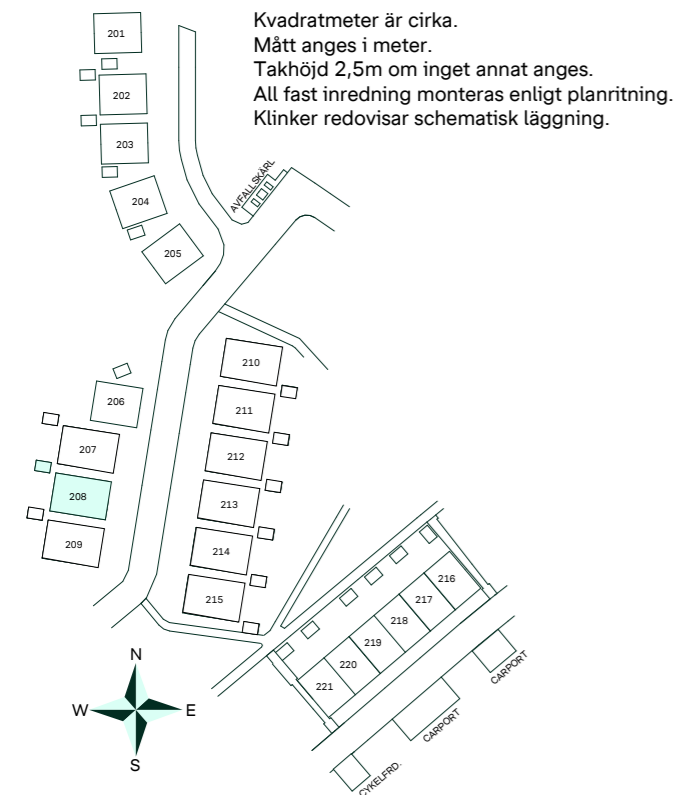 Kvadratmeter är cirka.
Mått anges i meter.
Takhöjd 2,5m om inget annat anges.
All fast inredning monteras enligt planritning.
Klinker redovisar schematisk läggning.
201
202
203
204
205
AVFALLSKÄRL
210
206
211
207
212
208
213
209
214
215
216
217
218
219
220
221
CARPORT
CARPORT
CYKELFRD.
N
W
E
S